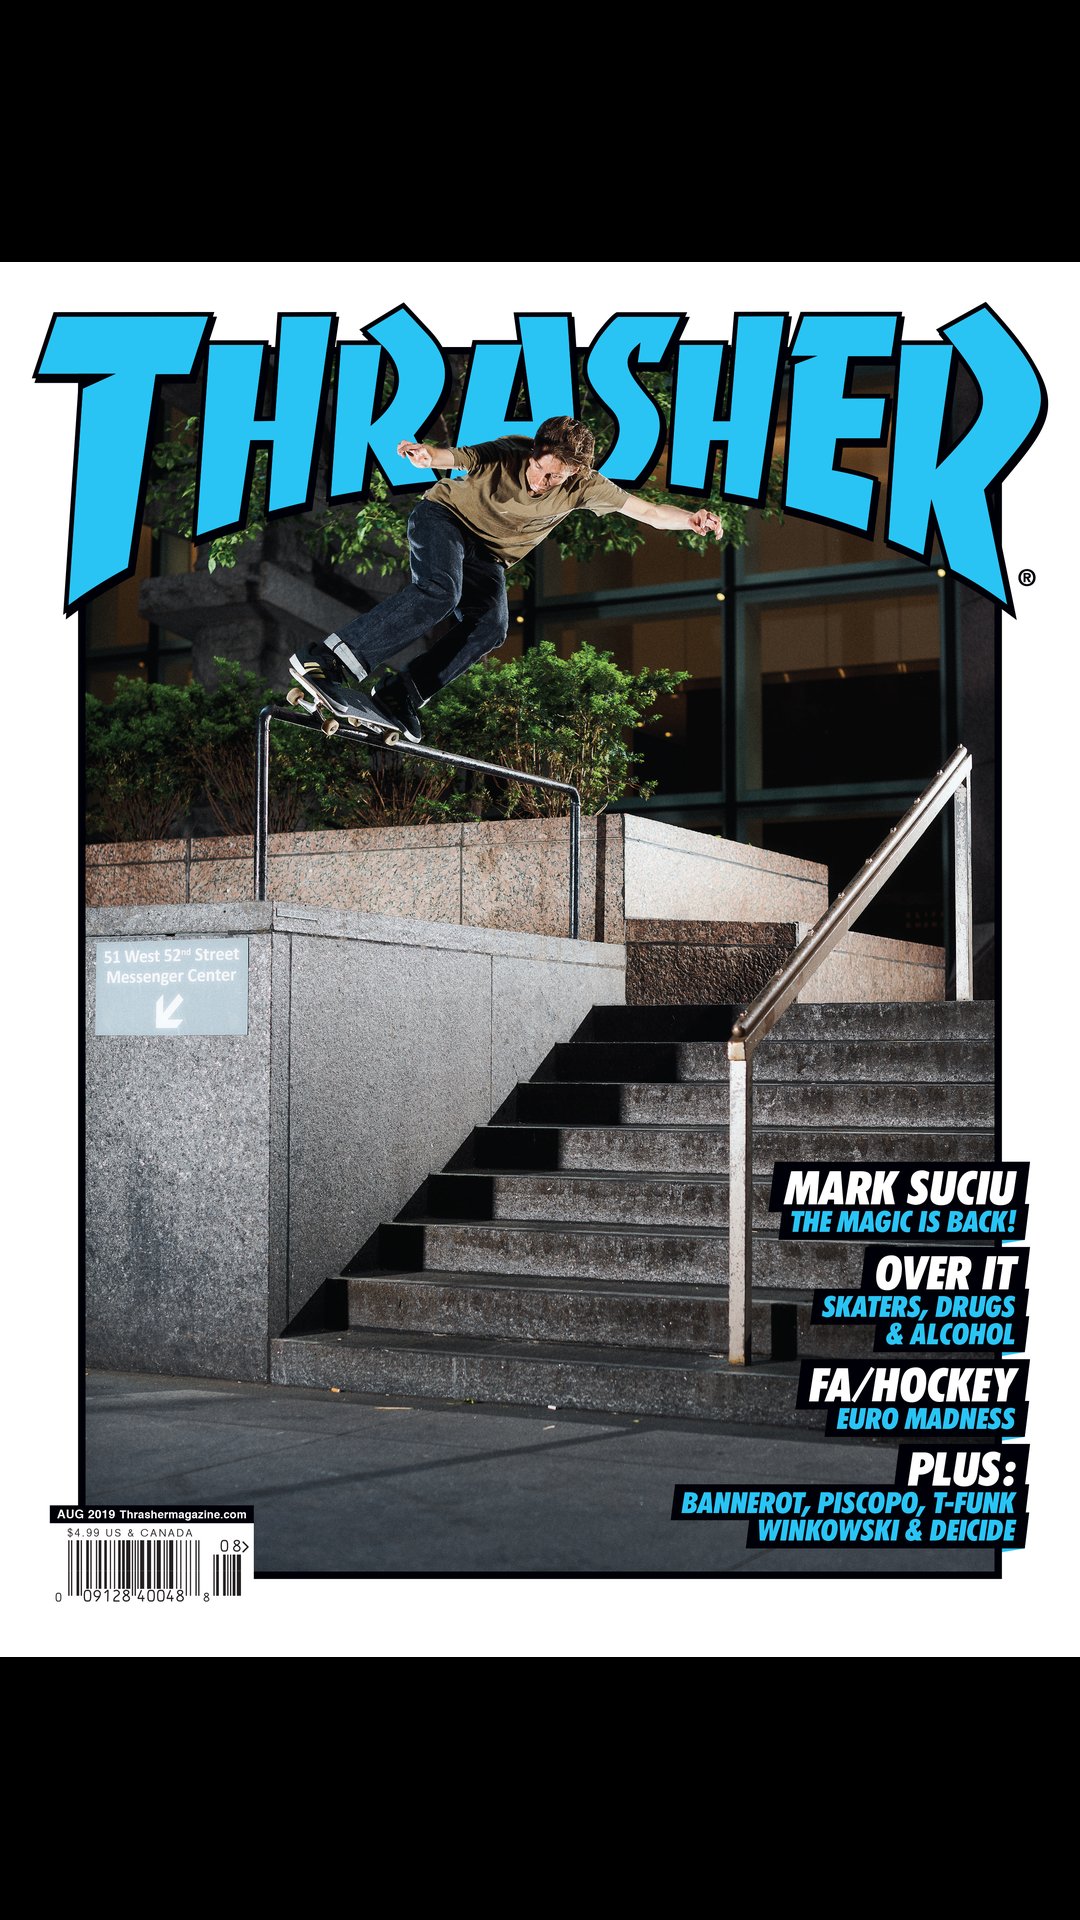 THRASHER
®
51 West 52nd Street
Messenger Center
MARK SUCIU
THE MAGIC IS BACK!
OVER IT
SKATERS, DRUGS
& ALCOHOL
FA/HOCKEY
EURO MADNESS
PLUS:
BANNEROT, PISCOPO, T-FUNK
WINKOWSKI & DEICIDE
AUG 2019 Thrashermagazine.com
$4.99 US & CANADA
08>
0 09128 40048 8